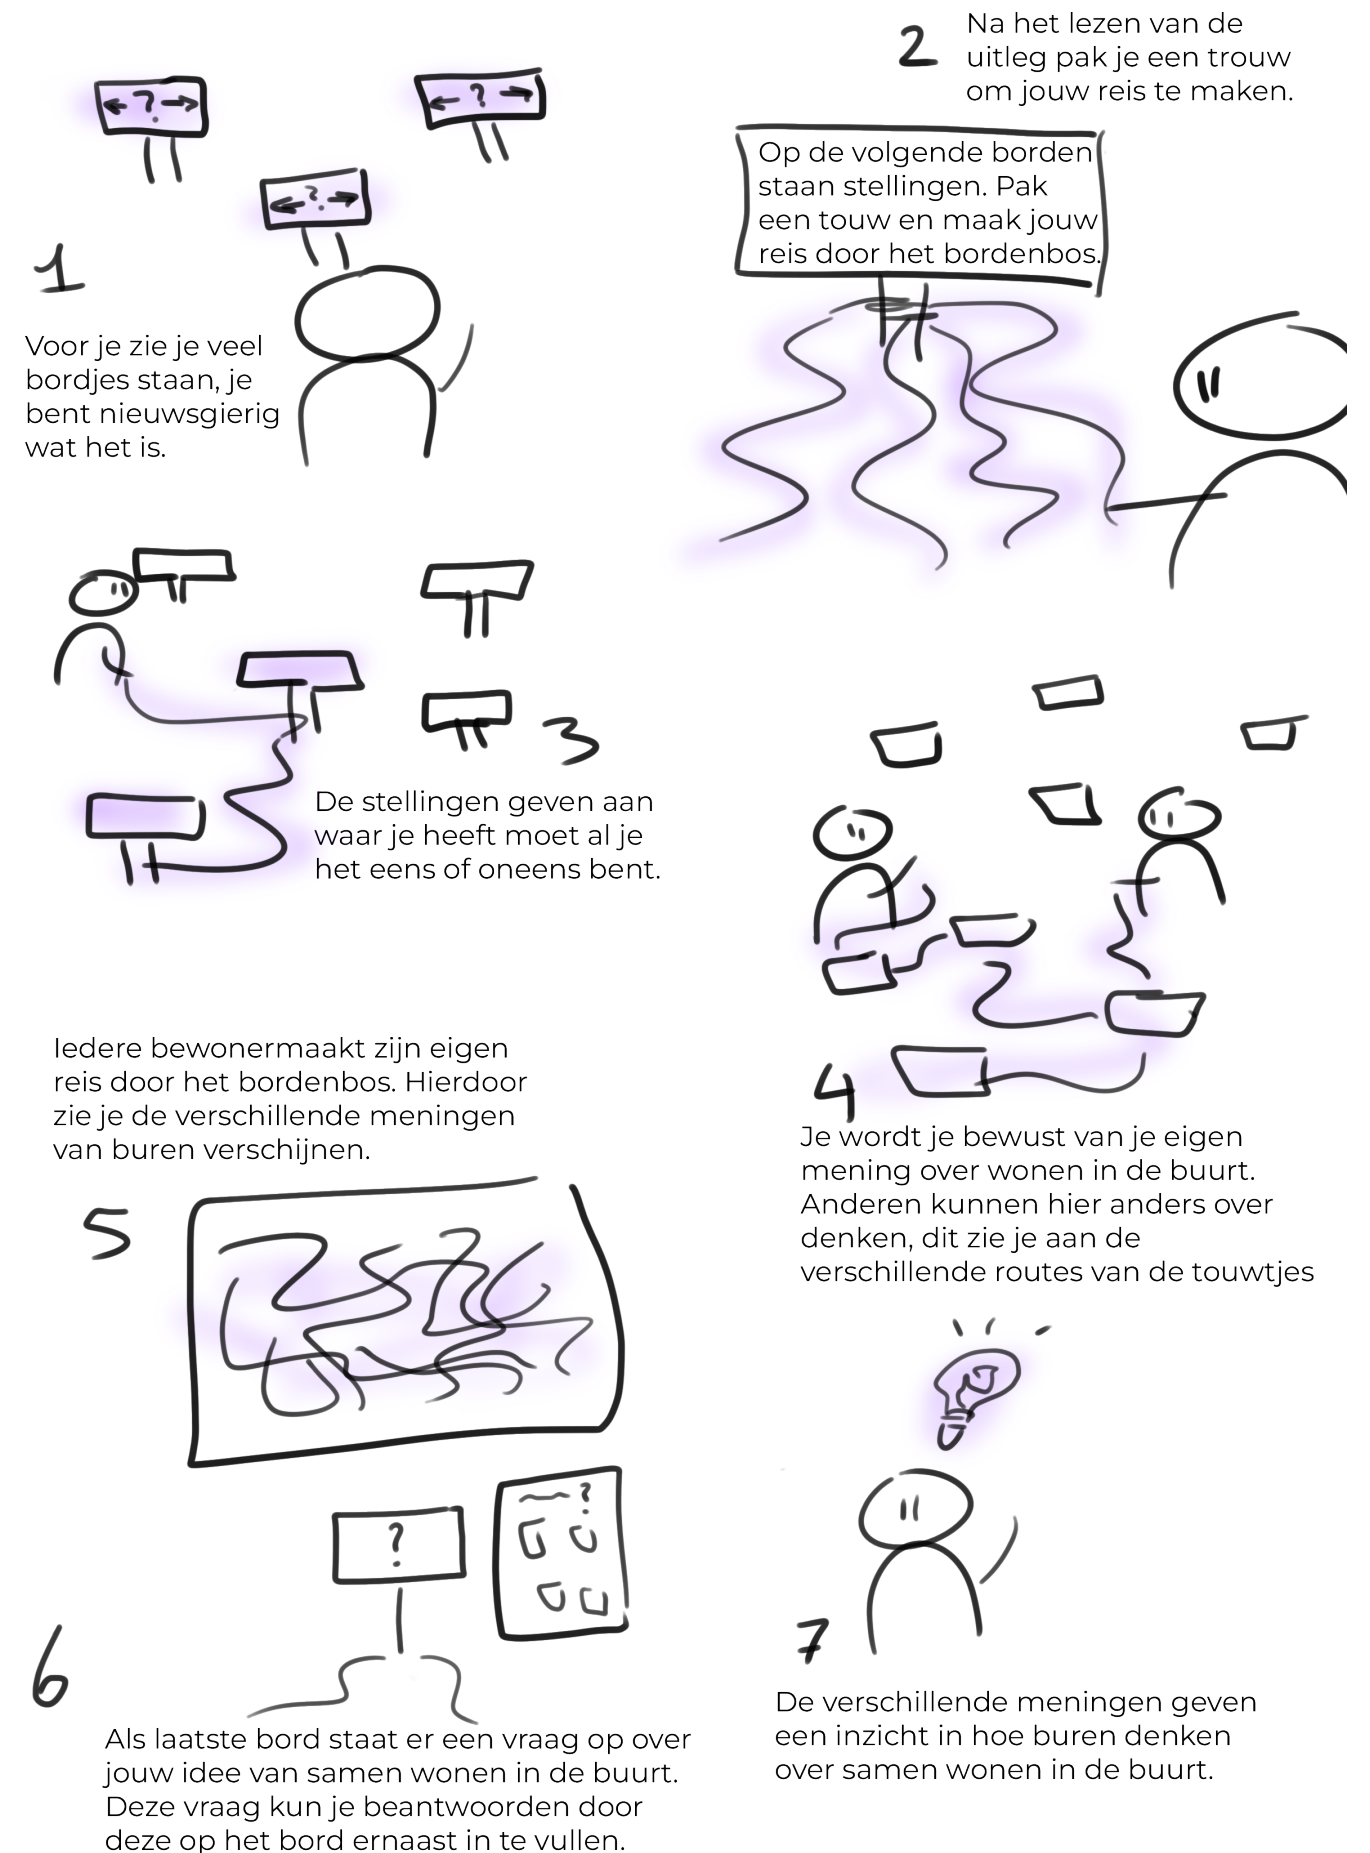 1
? 
?
?
Voor je zie je veel
bordjes staan, je
bent nieuwsgierig
wat het is.
2
Na het lezen van de
uitleg pak je een trouw
om jouw reis te maken.
Op de volgende borden
staan stellingen. Pak
een touw en maak jouw
reis door het bordenbos.
3
De stellingen geven aan
waar je heeft moet al je
het eens of oneens bent.
4
Je wordt je bewust van je eigen
mening over wonen in de buurt.
Anderen kunnen hier anders over
denken, dit zie je aan de
verschillende routes van de touwtjes
Iedere bewonermaakt zijn eigen
reis door het bordenbos. Hierdoor
zie je de verschillende meningen
van buren verschijnen.
5
?
?
6
Als laatste bord staat er een vraag op over
jouw idee van samen wonen in de buurt.
Deze vraag kun je beantwoorden door
deze op het bord ernaast in te vullen.
7
De verschillende meningen geven
een inzicht in hoe buren denken
over samen wonen in de buurt.